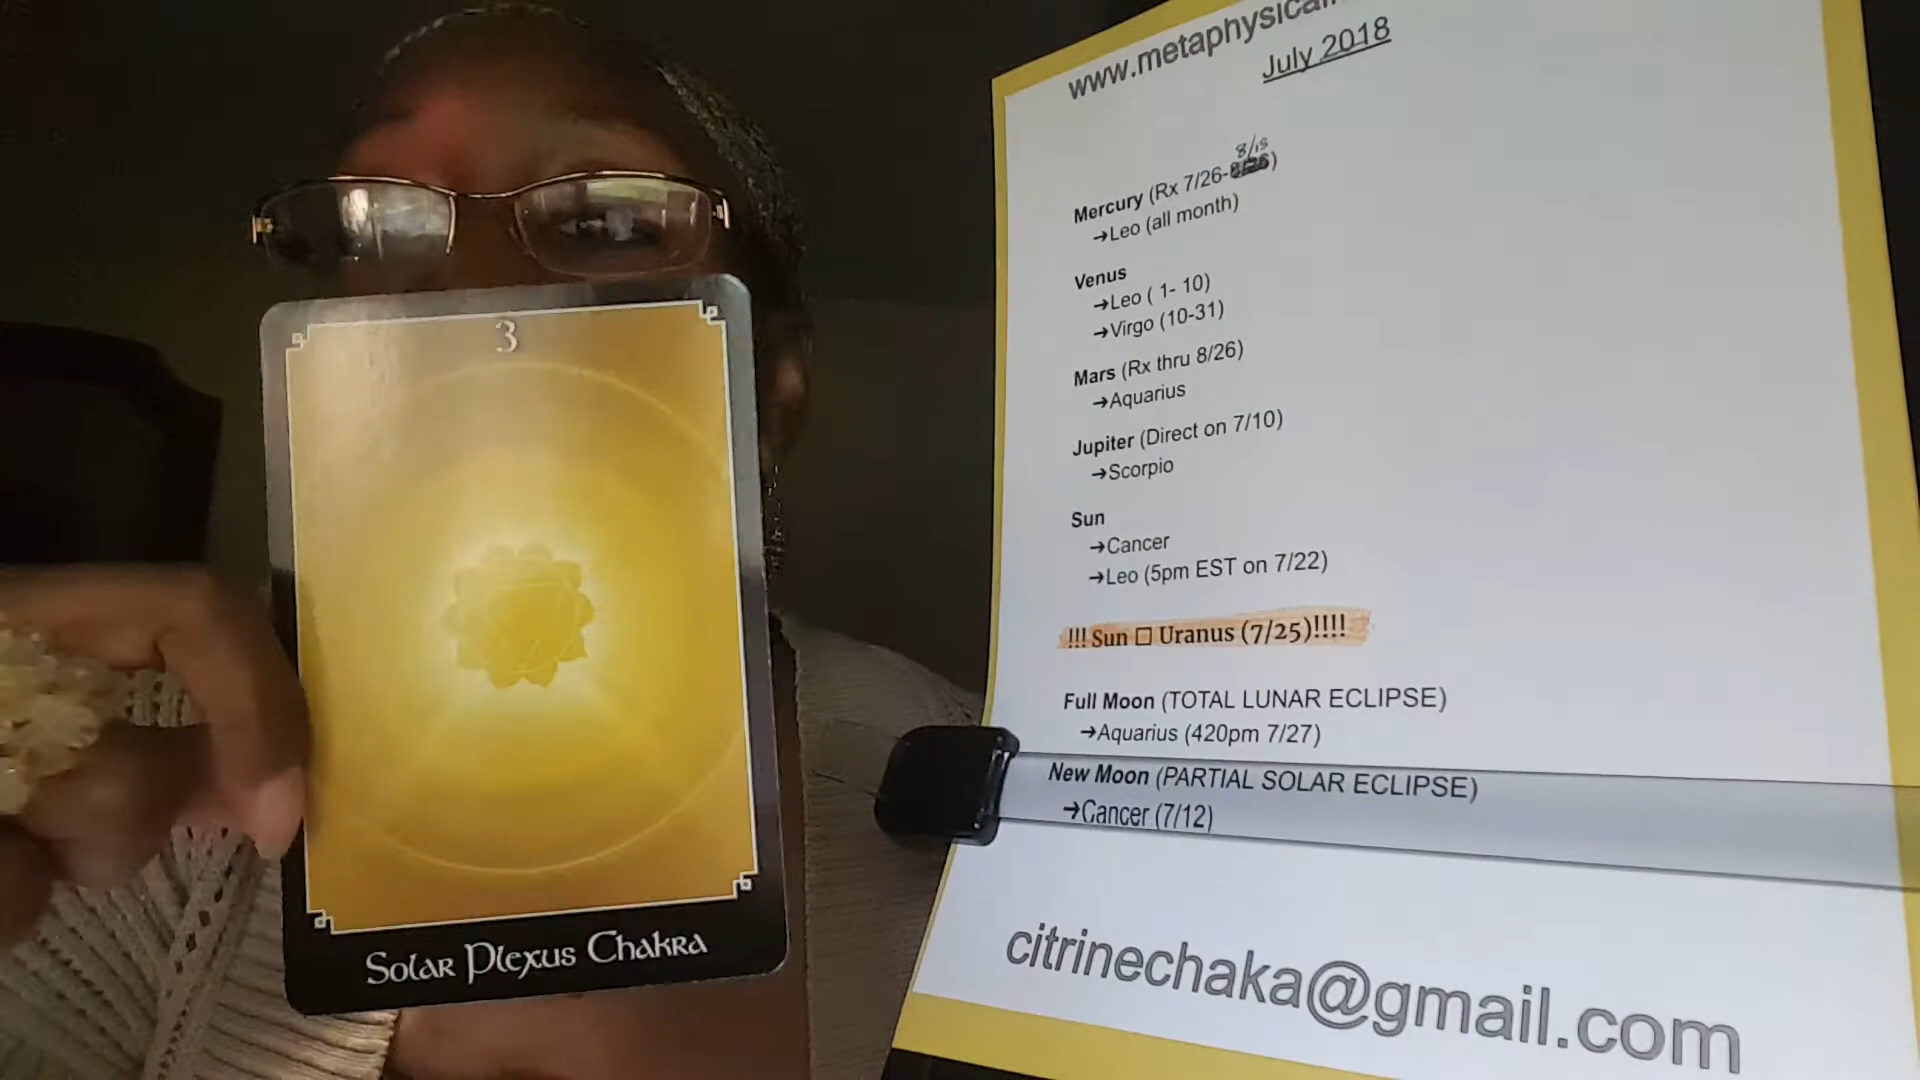 3
Solar Plexus Chakra
www.metaphysical
July 2018
8/18
Mercury (Rx 7/26-8/26)
→Leo (all month)
Venus
→Leo ( 1- 10)
→Virgo (10-31)
Mars (Rx thru 8/26)
→Aquarius
Jupiter (Direct on 7/10)
→Scorpio
Sun
→Cancer
→Leo (5pm EST on 7/22)
!!! Sun □ Uranus (7/25)!!!!
Full Moon (TOTAL LUNAR ECLIPSE)
→Aquarius (420pm 7/27)
New Moon (PARTIAL SOLAR ECLIPSE)
→Cancer (7/12)
citrinechaka@gmail.com